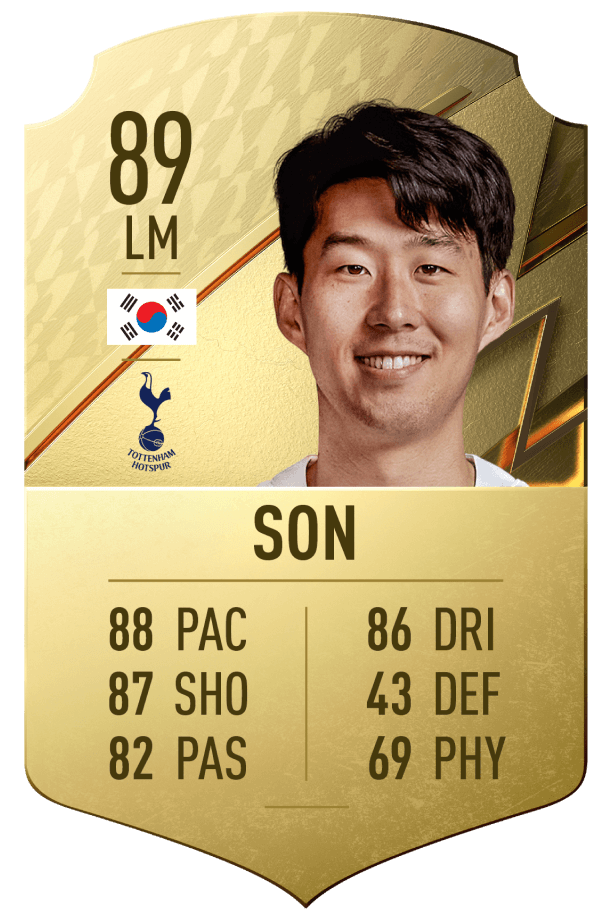 89
LM
TOTTENHAM
HOTSPUR
SON
88 PAC
87 SHO
82 PAS
86 DRI
43 DEF
69 PHY